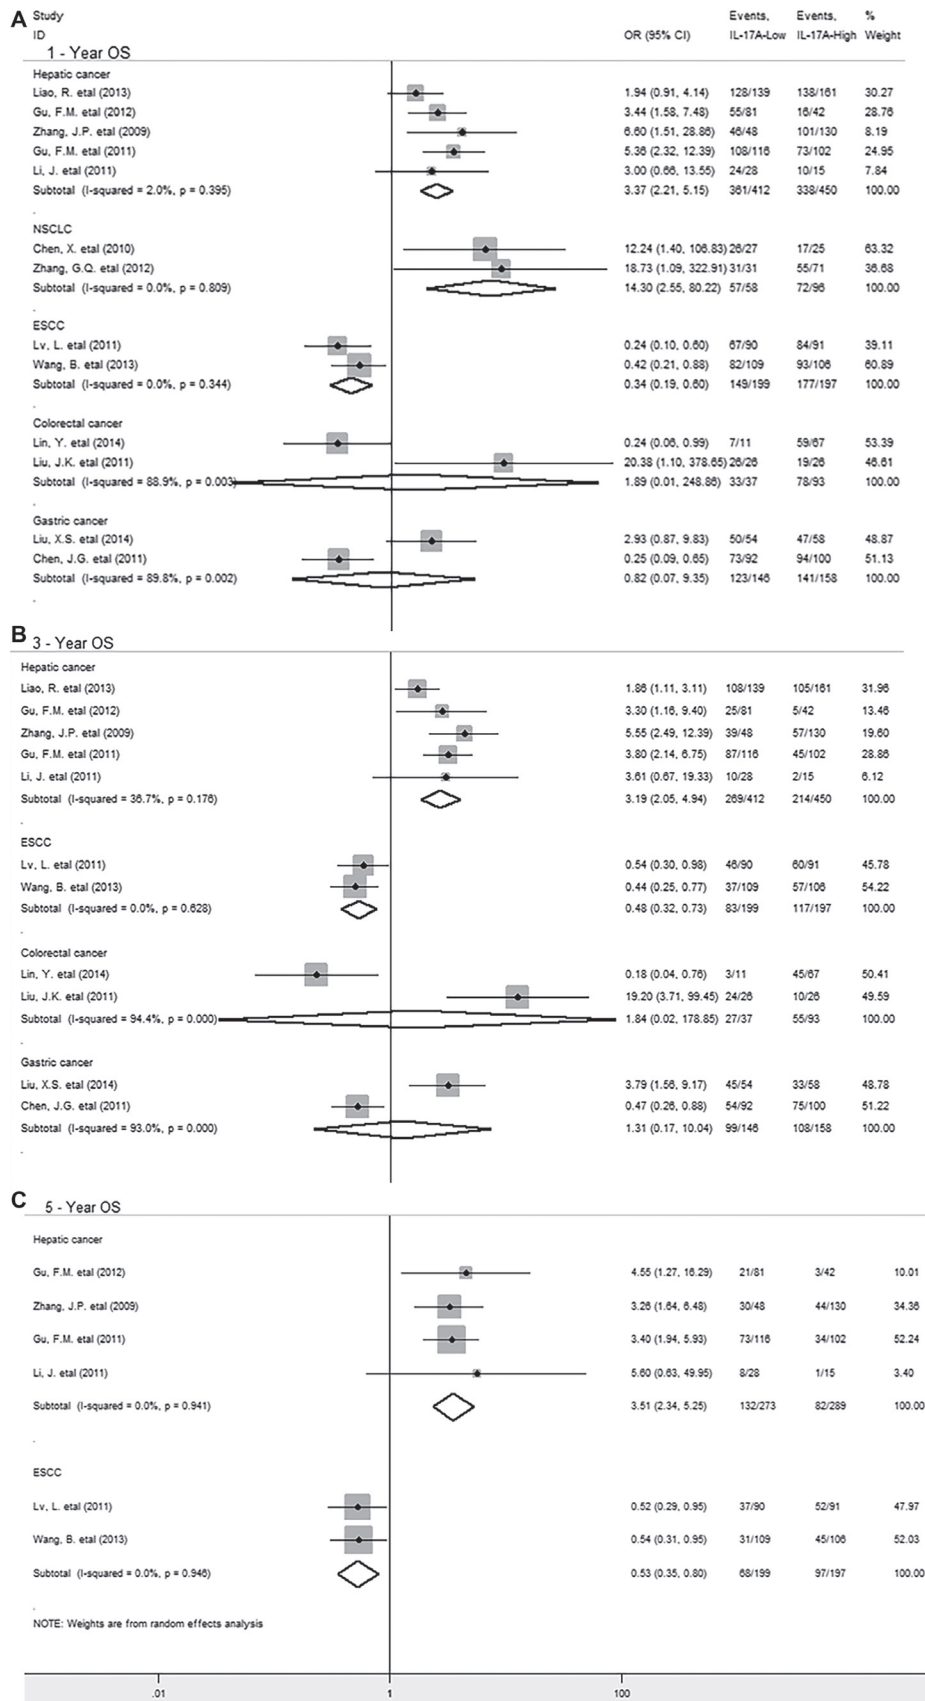 A Study Events, Events, %
ID OR (95% CI) IL-17A-Low IL-17A-High Weight
1 - Year OS
Hepatic cancer
Liao, R. etal (2013) 1.94 (0.91, 4.14) 128/139 138/161 30.27
Gu, F.M. etal (2012) 3.44 (1.58, 7.48) 55/81 16/42 28.76
Zhang, J.P. etal (2009) 6.60 (1.51, 28.86) 46/48 101/130 8.19
Gu, F.M. etal (2011) 5.36 (2.32, 12.39) 108/116 73/102 24.95
Li, J. etal (2011) 3.00 (0.66, 13.55) 24/28 10/15 7.84
Subtotal (I-squared = 2.0%, p = 0.395) 3.37 (2.21, 5.15) 361/412 338/450 100.00
.
NSCLC
Chen, X. etal (2010) 12.24 (1.40, 106.83) 26/27 17/25 63.32
Zhang, G.Q. etal (2012) 18.73 (1.09, 322.91) 31/31 55/71 36.68
Subtotal (I-squared = 0.0%, p = 0.809) 14.30 (2.55, 80.22) 57/58 72/96 100.00
.
ESCC
Lv, L. etal (2011) 0.24 (0.10, 0.60) 67/90 84/91 39.11
Wang, B. etal (2013) 0.42 (0.21, 0.88) 82/109 93/106 60.89
Subtotal (I-squared = 0.0%, p = 0.344) 0.34 (0.19, 0.60) 149/199 177/197 100.00
.
Colorectal cancer
Lin, Y. etal (2014) 0.24 (0.06, 0.99) 7/11 59/67 53.39
Liu, J.K. etal (2011) 20.38 (1.10, 378.65) 26/26 19/26 46.61
Subtotal (I-squared = 88.9%, p = 0.003) 1.89 (0.01, 248.86) 33/37 78/93 100.00
.
Gastric cancer
Liu, X.S. etal (2014) 2.93 (0.87, 9.83) 50/54 47/58 48.87
Chen, J.G. etal (2011) 0.25 (0.09, 0.65) 73/92 94/100 51.13
Subtotal (I-squared = 89.8%, p = 0.002) 0.82 (0.07, 9.35) 123/146 141/158 100.00
.
B 3 - Year OS
Hepatic cancer
Liao, R. etal (2013) 1.86 (1.11, 3.11) 108/139 105/161 31.96
Gu, F.M. etal (2012) 3.30 (1.16, 9.40) 25/81 5/42 13.46
Zhang, J.P. etal (2009) 5.55 (2.49, 12.39) 39/48 57/130 19.60
Gu, F.M. etal (2011) 3.80 (2.14, 6.75) 87/116 45/102 28.86
Li, J. etal (2011) 3.61 (0.67, 19.33) 10/28 2/15 6.12
Subtotal (I-squared = 36.7%, p = 0.176) 3.19 (2.05, 4.94) 269/412 214/450 100.00
.
ESCC
Lv, L. etal (2011) 0.54 (0.30, 0.98) 46/90 60/91 45.78
Wang, B. etal (2013) 0.44 (0.25, 0.77) 37/109 57/106 54.22
Subtotal (I-squared = 0.0%, p = 0.628) 0.48 (0.32, 0.73) 83/199 117/197 100.00
.
Colorectal cancer
Lin, Y. etal (2014) 0.18 (0.04, 0.76) 3/11 45/67 50.41
Liu, J.K. etal (2011) 19.20 (3.71, 99.45) 24/26 10/26 49.59
Subtotal (I-squared = 94.4%, p = 0.000) 1.84 (0.02, 178.85) 27/37 55/93 100.00
.
Gastric cancer
Liu, X.S. etal (2014) 3.79 (1.56, 9.17) 45/54 33/58 48.78
Chen, J.G. etal (2011) 0.47 (0.26, 0.88) 54/92 75/100 51.22
Subtotal (I-squared = 93.0%, p = 0.000) 1.31 (0.17, 10.04) 99/146 108/158 100.00
.
C 5 - Year OS
Hepatic cancer
Gu, F.M. etal (2012) 4.55 (1.27, 16.29) 21/81 3/42 10.01
Zhang, J.P. etal (2009) 3.26 (1.64, 6.48) 30/48 44/130 34.36
Gu, F.M. etal (2011) 3.40 (1.94, 5.93) 73/116 34/102 52.24
Li, J. etal (2011) 5.60 (0.63, 49.95) 8/28 1/15 3.40
Subtotal (I-squared = 0.0%, p = 0.941) 3.51 (2.34, 5.25) 132/273 82/289 100.00
.
ESCC
Lv, L. etal (2011) 0.52 (0.29, 0.95) 37/90 52/91 47.97
Wang, B. etal (2013) 0.54 (0.31, 0.95) 31/109 45/106 52.03
Subtotal (I-squared = 0.0%, p = 0.946) 0.53 (0.35, 0.80) 68/199 97/197 100.00
.
NOTE: Weights are from random effects analysis
.01 1 100